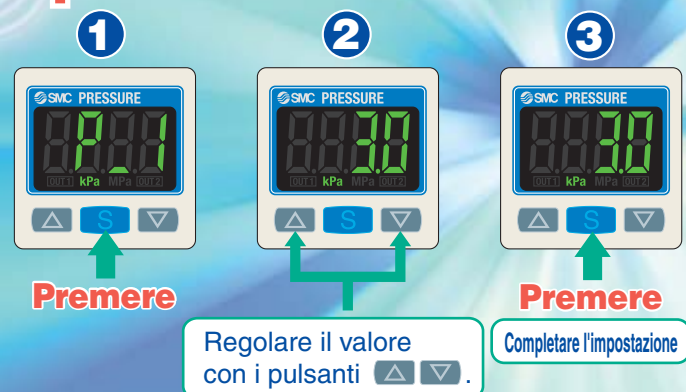 1 2 3
SMC PRESSURE
P_1
OUT1 kPa MPa OUT2
△ S ▽
Premere
SMC PRESSURE
3.0
OUT1 kPa MPa OUT2
△ S ▽
Regolare il valore
con i pulsanti △ ▽.
SMC PRESSURE
3.0
OUT1 kPa MPa OUT2
△ S ▽
Premere
Completare l'impostazione